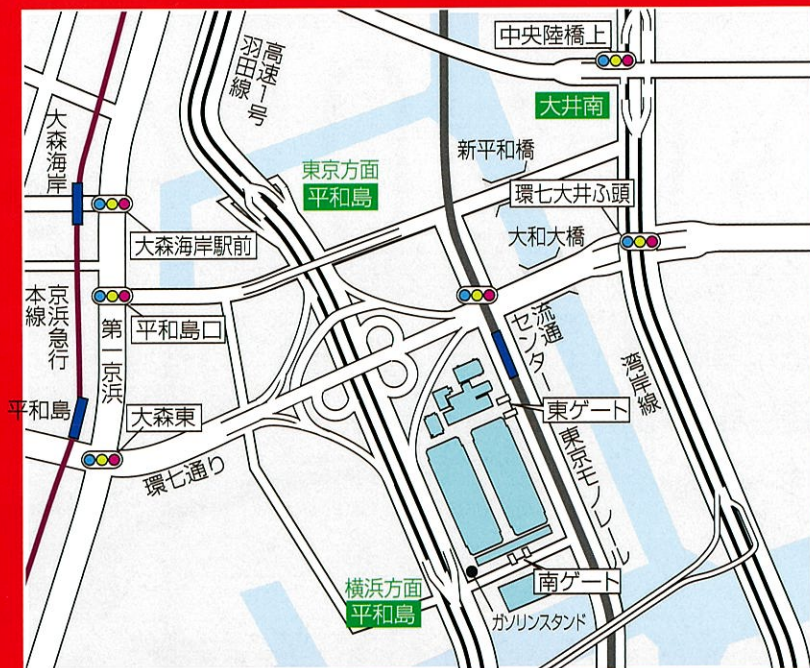 中央陸橋上
高速1号
羽田線
大井南
大森海岸
新平和橋
東京方面
平和島
環七大井ふ頭
大森海岸駅前
大和大橋
京浜急行
本線
平和島口
第一京浜
流通
センター
湾岸線
平和島
大森東
東ゲート
環七通り
東京モノレール
横浜方面
平和島
南ゲート
ガソリンスタンド